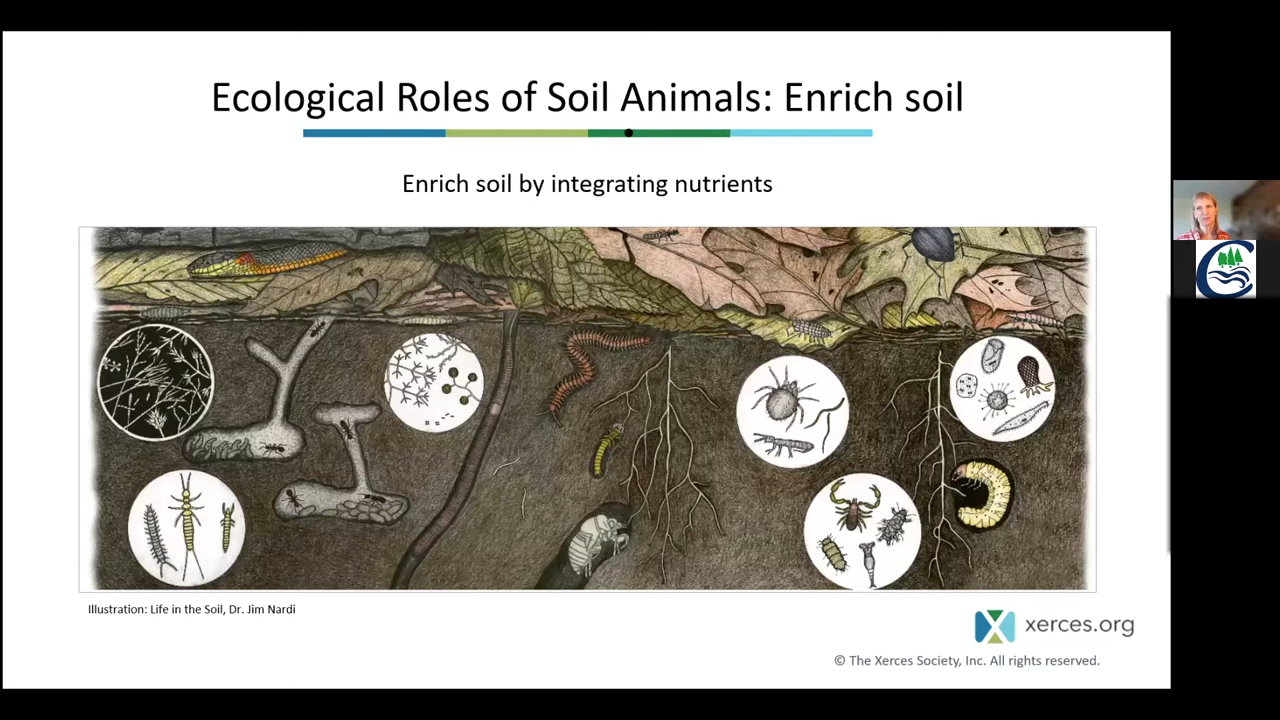 Ecological Roles of Soil Animals: Enrich soil
Enrich soil by integrating nutrients
Illustration: Life in the Soil, Dr. Jim Nardi
xerces.org
© The Xerces Society, Inc. All rights reserved.